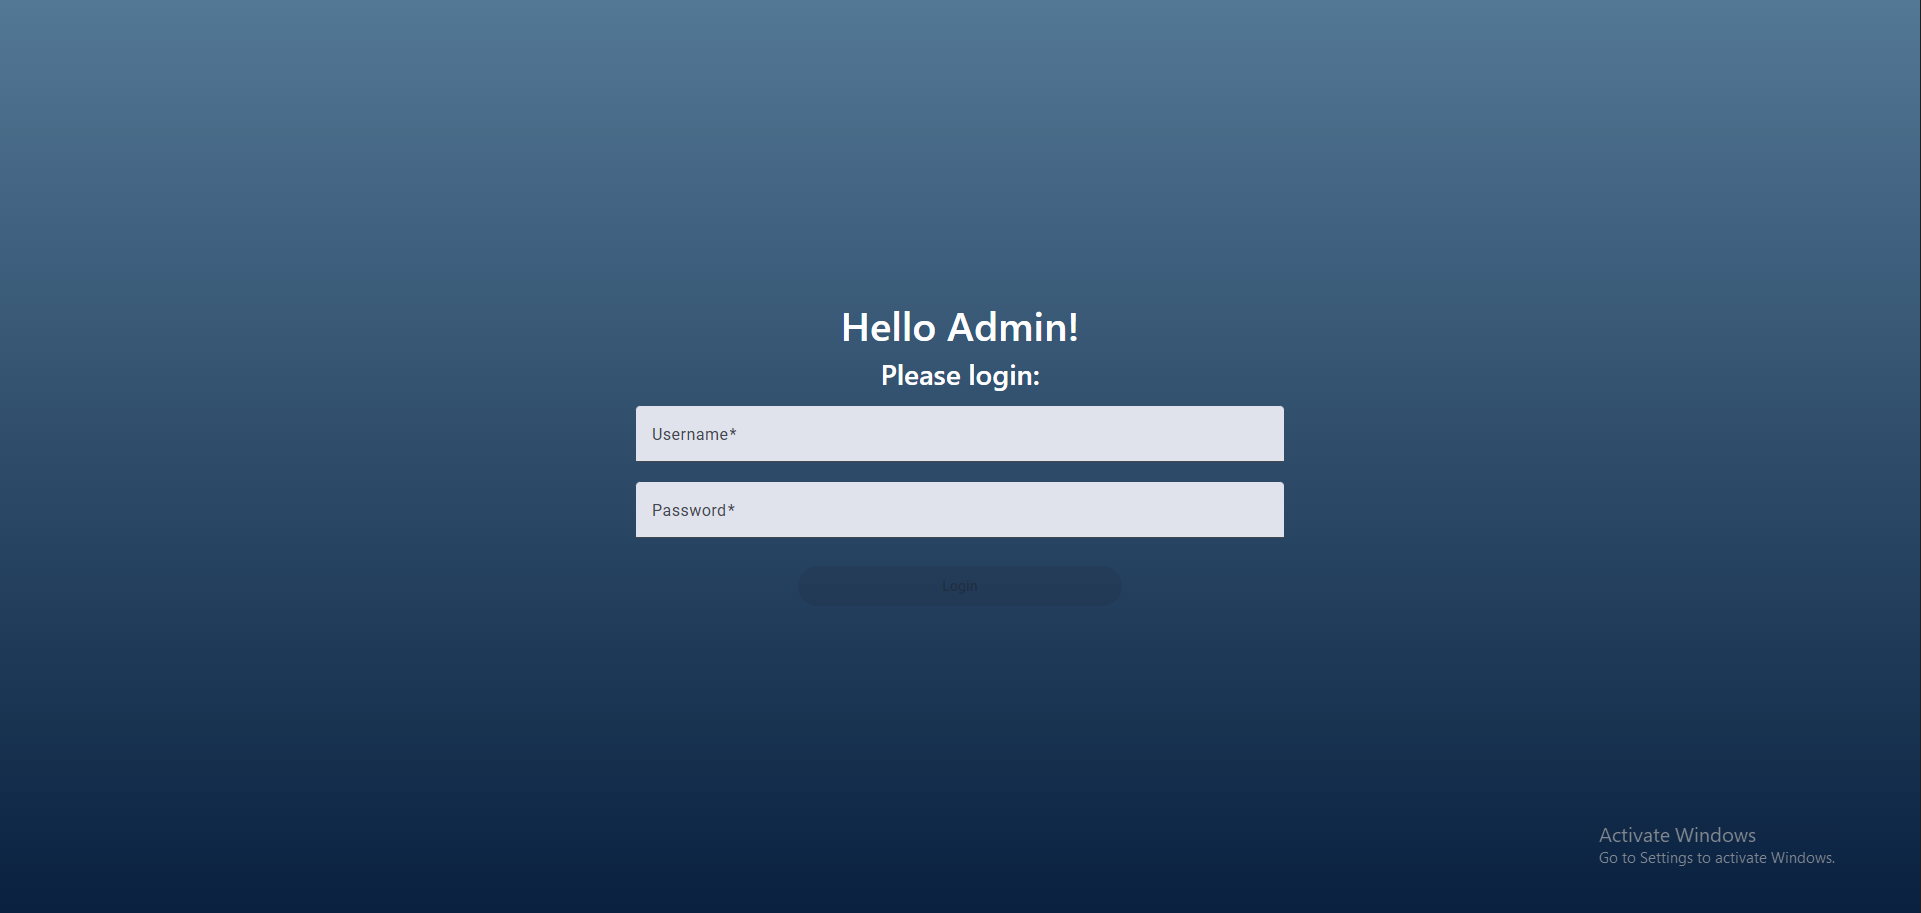 Hello Admin!
Please login:
Username*
Password*
Login
Activate Windows
Go to Settings to activate Windows.